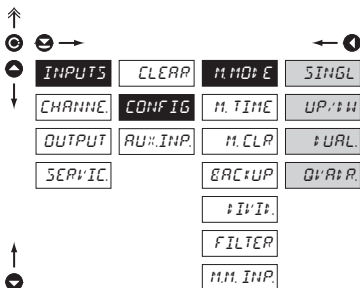 INPUTS CLEAR M.MODE SINGL.
CHANNE. CONFIG M. TIME UP/DW
OUTPUT AUX.INP. M.CLR DUAL.
SERVIC. BACKUP QVADR.
DIVID.
FILTER
M.M. INP.